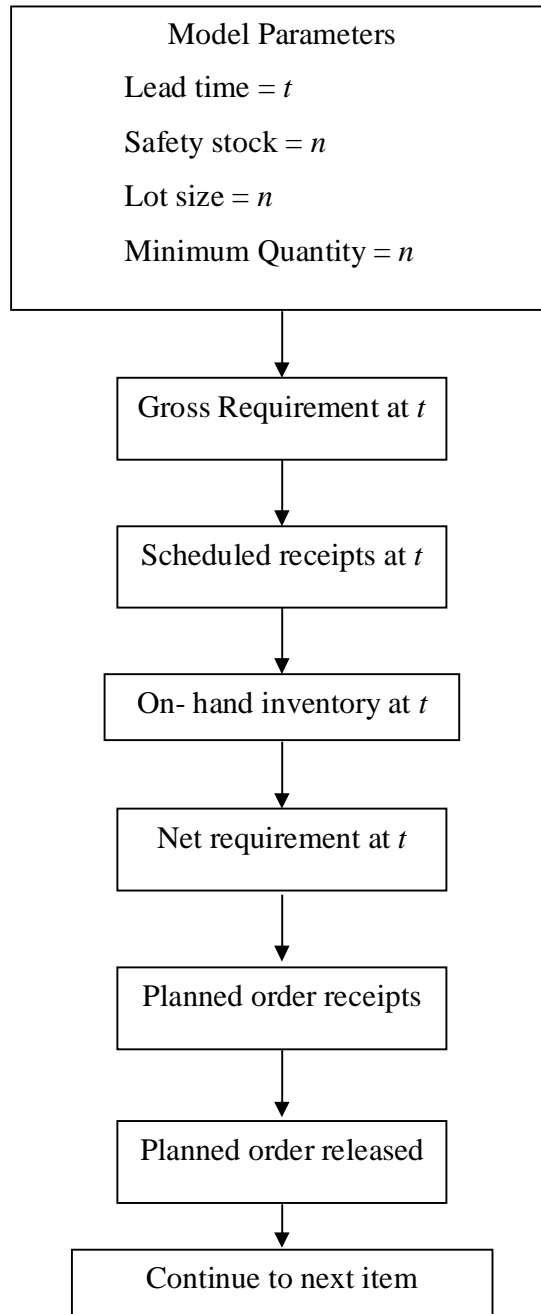 Model Parameters
Lead time = t
Safety stock = n
Lot size = n
Minimum Quantity = n
Gross Requirement at t
Scheduled receipts at t
On- hand inventory at t
Net requirement at t
Planned order receipts
Planned order released
Continue to next item